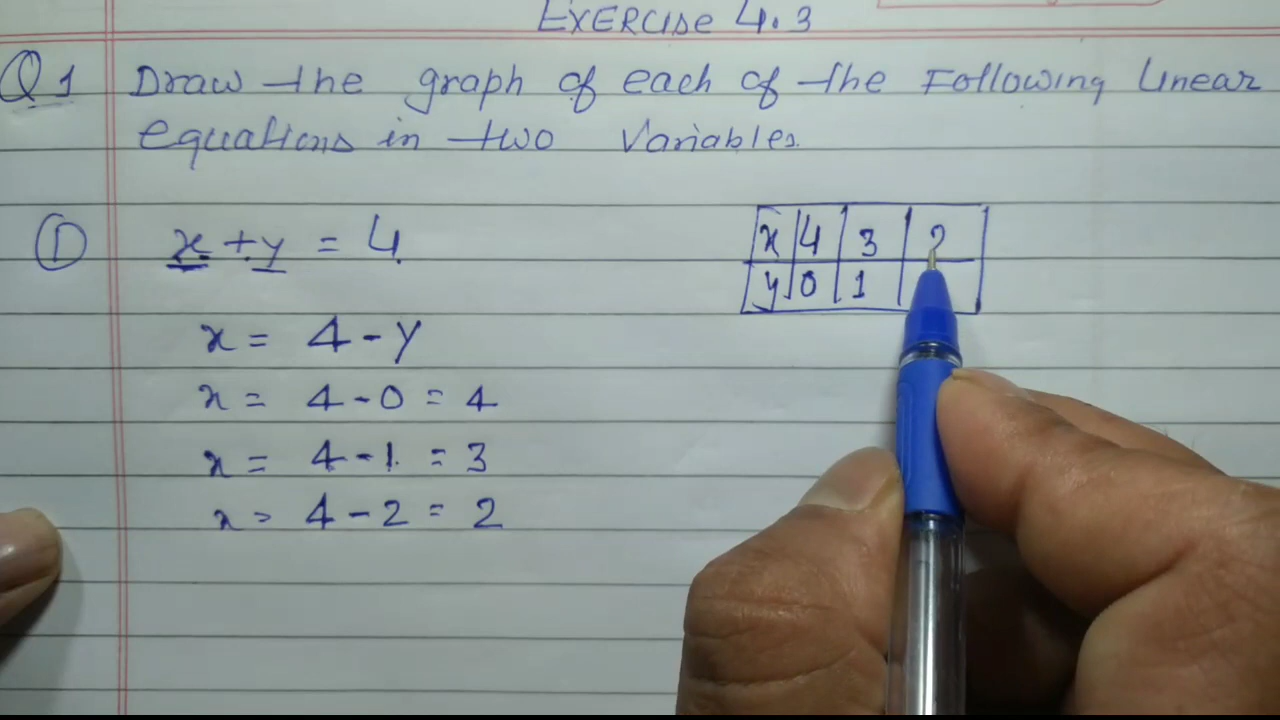 EXERCISE 4.3
Q1 Draw the graph of each of the Following Linear
equations in two Variables.
① x + y = 4
x 4 3 2
y 0 1
x = 4 - y
x = 4 - 0 = 4
x = 4 - 1 = 3
x = 4 - 2 = 2